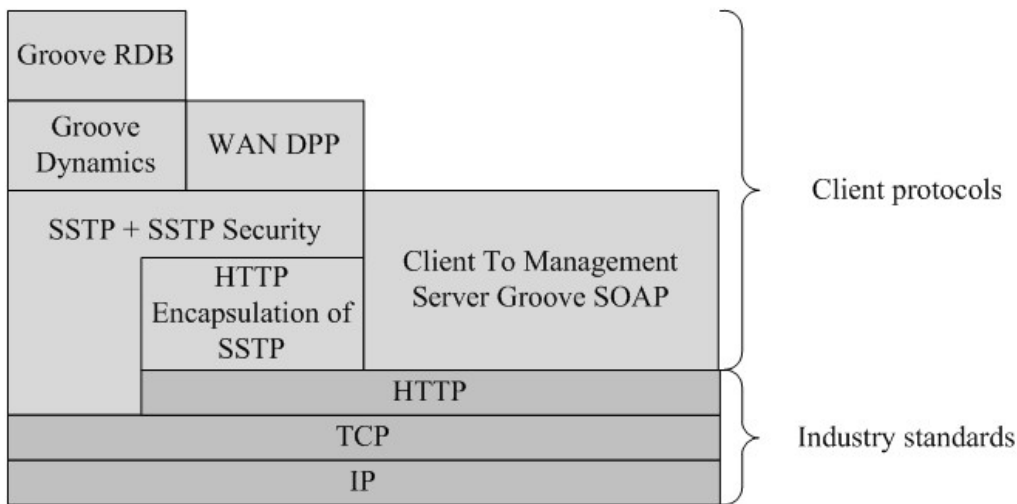 Groove RDB
Groove
Dynamics
WAN DPP
SSTP + SSTP Security
HTTP
Encapsulation of
SSTP
Client To Management
Server Groove SOAP
HTTP
TCP
IP
Client protocols
Industry standards